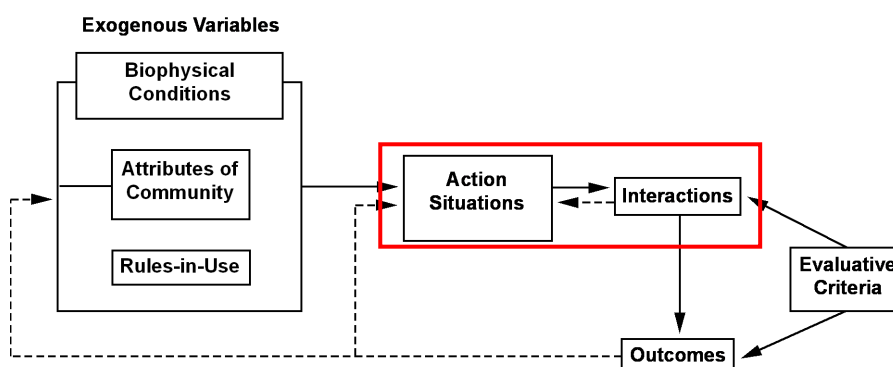 Exogenous Variables
Biophysical
Conditions
Attributes of
Community
Rules-in-Use
Action
Situations
Interactions
Evaluative
Criteria
Outcomes